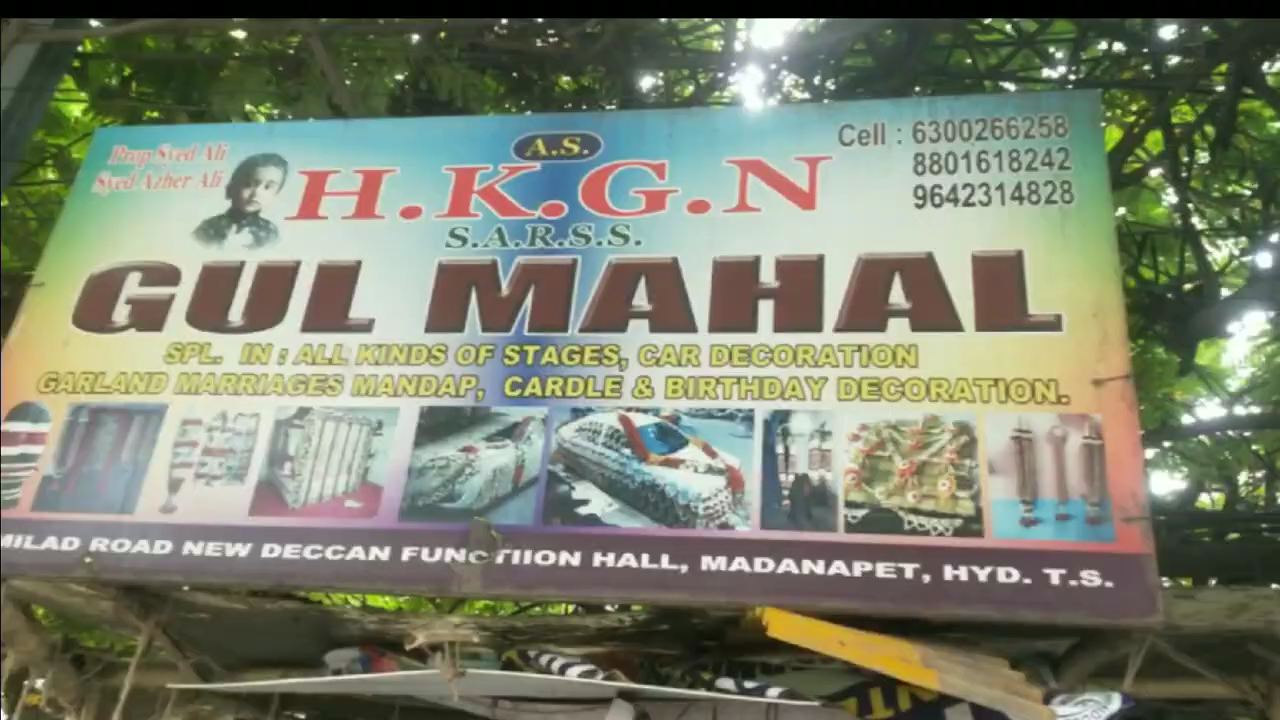 Prop Syed Ali
Syed Azher Ali
A.S.
H.K.G.N
S.A.R.S.S.
Cell : 6300266258
8801618242
9642314828
GUL MAHAL
SPL. IN : ALL KINDS OF STAGES, CAR DECORATION
GARLAND MARRIAGES MANDAP, CARDLE & BIRTHDAY DECORATION.
MILAD ROAD NEW DECCAN FUNCTIION HALL, MADANAPET, HYD. T.S.